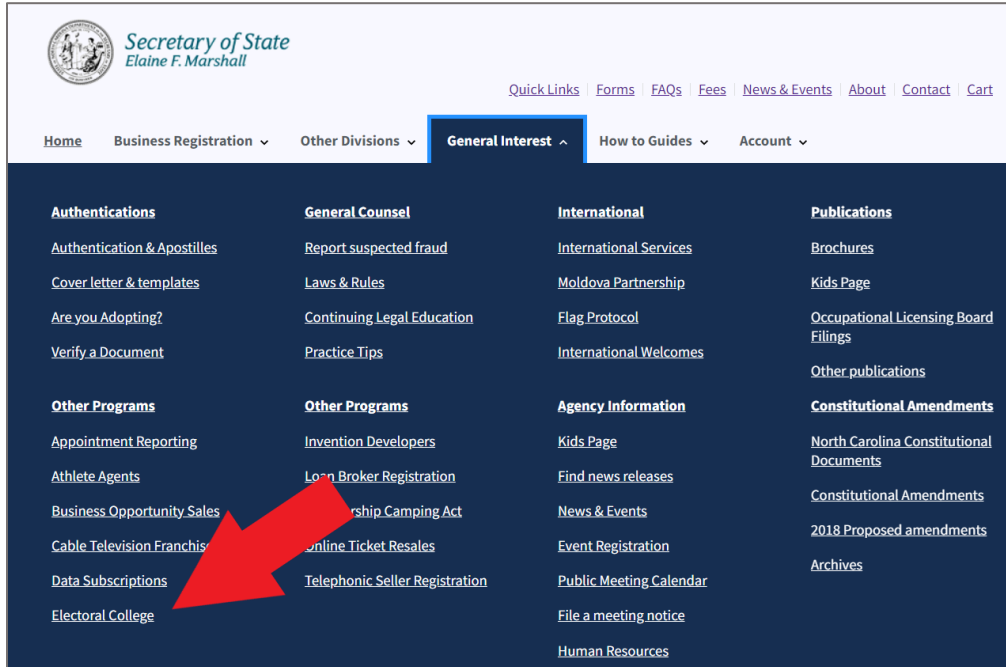 Secretary of State
Elaine F. Marshall
Quick Links Forms FAQs Fees News & Events About Contact Cart
Home Business Registration Other Divisions General Interest How to Guides Account
Authentications
Authentication & Apostilles
Cover letter & templates
Are you Adopting?
Verify a Document
General Counsel
Report suspected fraud
Laws & Rules
Continuing Legal Education
Practice Tips
International
International Services
Moldova Partnership
Flag Protocol
International Welcomes
Publications
Brochures
Kids Page
Occupational Licensing Board
Filings
Other publications
Other Programs
Appointment Reporting
Athlete Agents
Business Opportunity Sales
Cable Television
Data Subscriptions
Electoral College
Other Programs
Invention Developers
Loan Broker Registration
Camping Act
Online Ticket Resales
Telephonic Seller Registration
Agency Information
Kids Page
Find news releases
News & Events
Event Registration
Public Meeting Calendar
File a meeting notice
Human Resources
Constitutional Amendments
North Carolina Constitutional
Documents
Constitutional Amendments
2018 Proposed amendments
Archives